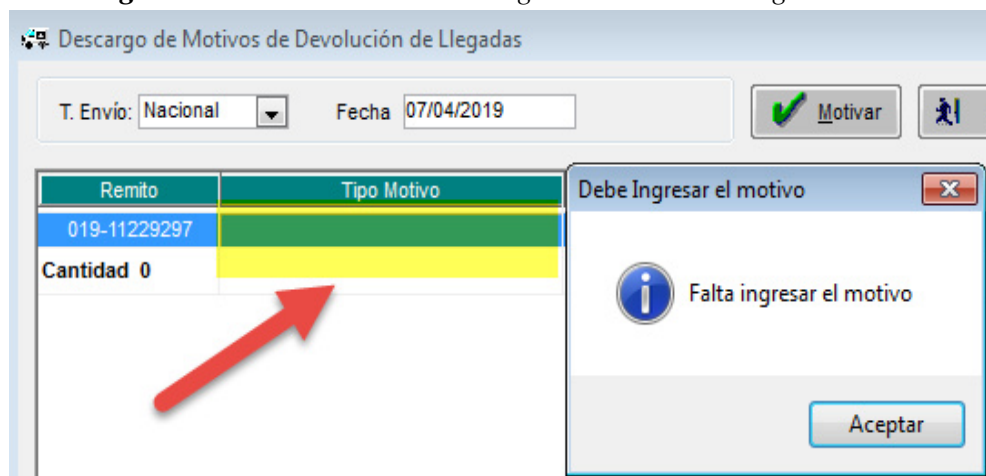 Descargo de Motivos de Devolución de Llegadas
T. Envío: Nacional Fecha 07/04/2019 Motivar
Remito Tipo Motivo
019-11229297
Cantidad 0
Debe Ingresar el motivo
Falta ingresar el motivo
Aceptar